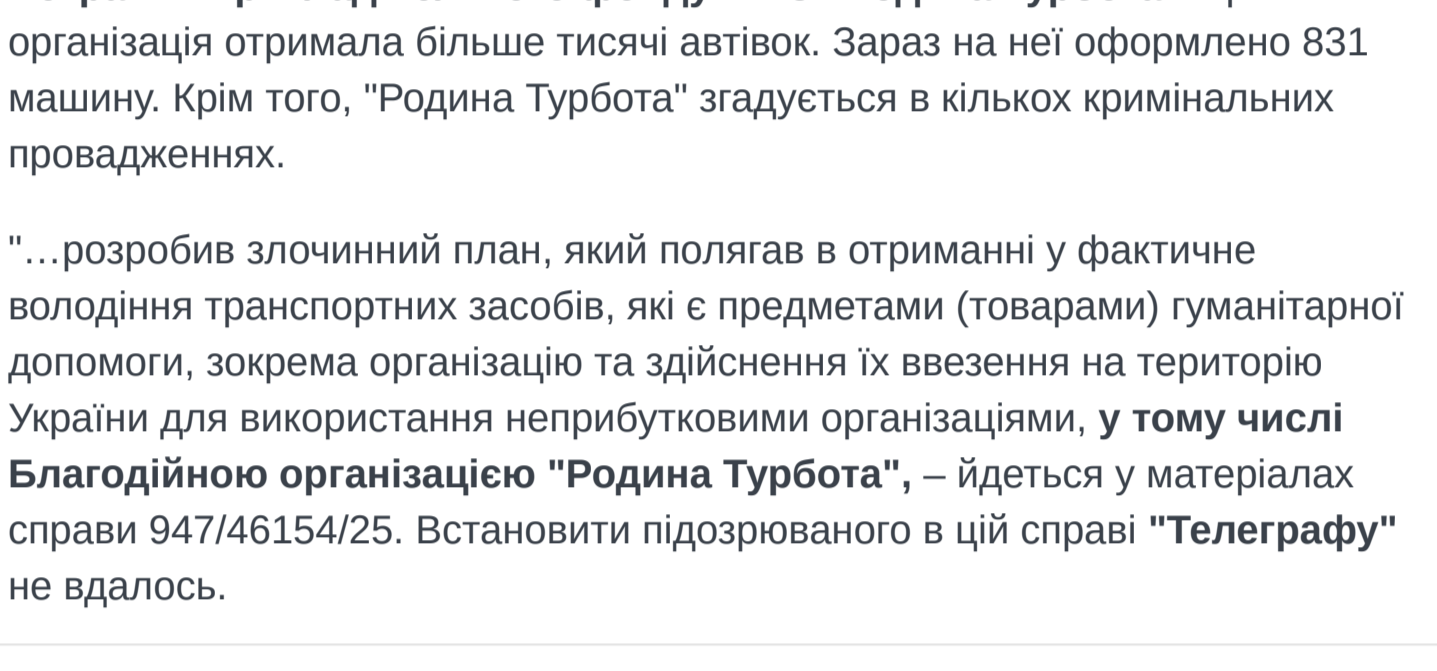 організація отримала більше тисячі автівок. Зараз на неї оформлено 831
машину. Крім того, "Родина Турбота" згадується в кількох кримінальних
провадженнях.
"…розробив злочинний план, який полягав в отриманні у фактичне
володіння транспортних засобів, які є предметами (товарами) гуманітарної
допомоги, зокрема організацію та здійснення їх ввезення на територію
України для використання неприбутковими організаціями, у тому числі
Благодійною організацією "Родина Турбота", – йдеться у матеріалах
справи 947/46154/25. Встановити підозрюваного в цій справі "Телеграфу"
не вдалось.